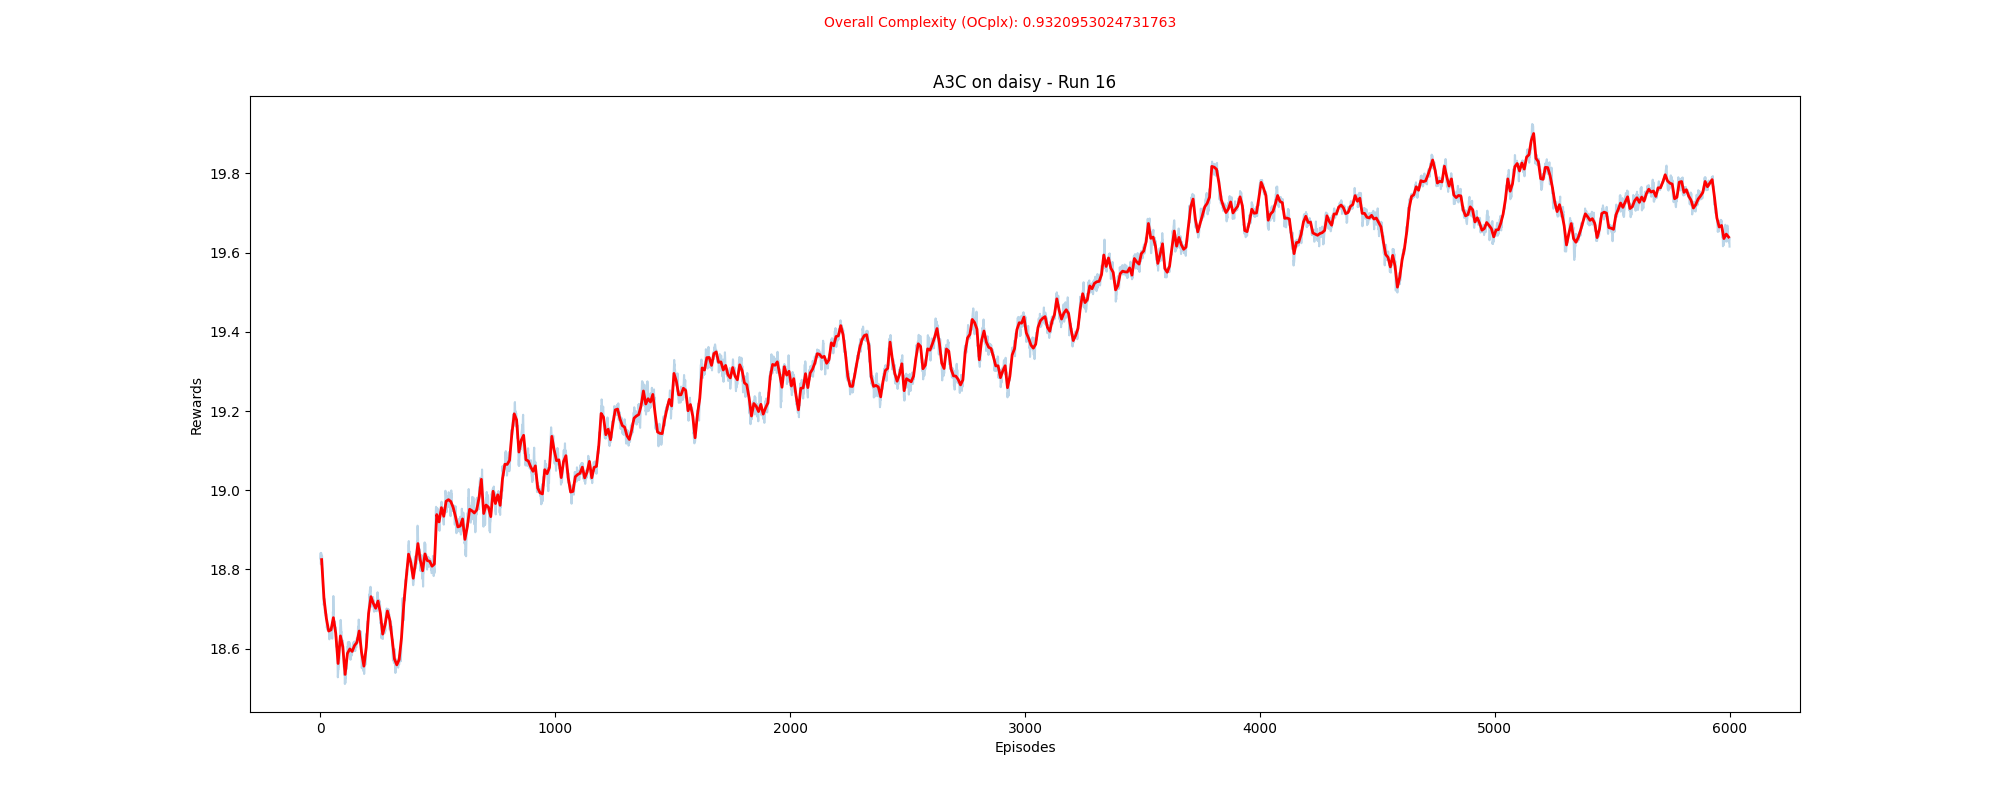 Overall Complexity (OCplx): 0.9320953024731763
A3C on daisy - Run 16
19.8
19.6
19.4
19.2
19.0
18.8
18.6
Rewards
0 1000 2000 3000 4000 5000 6000
Episodes